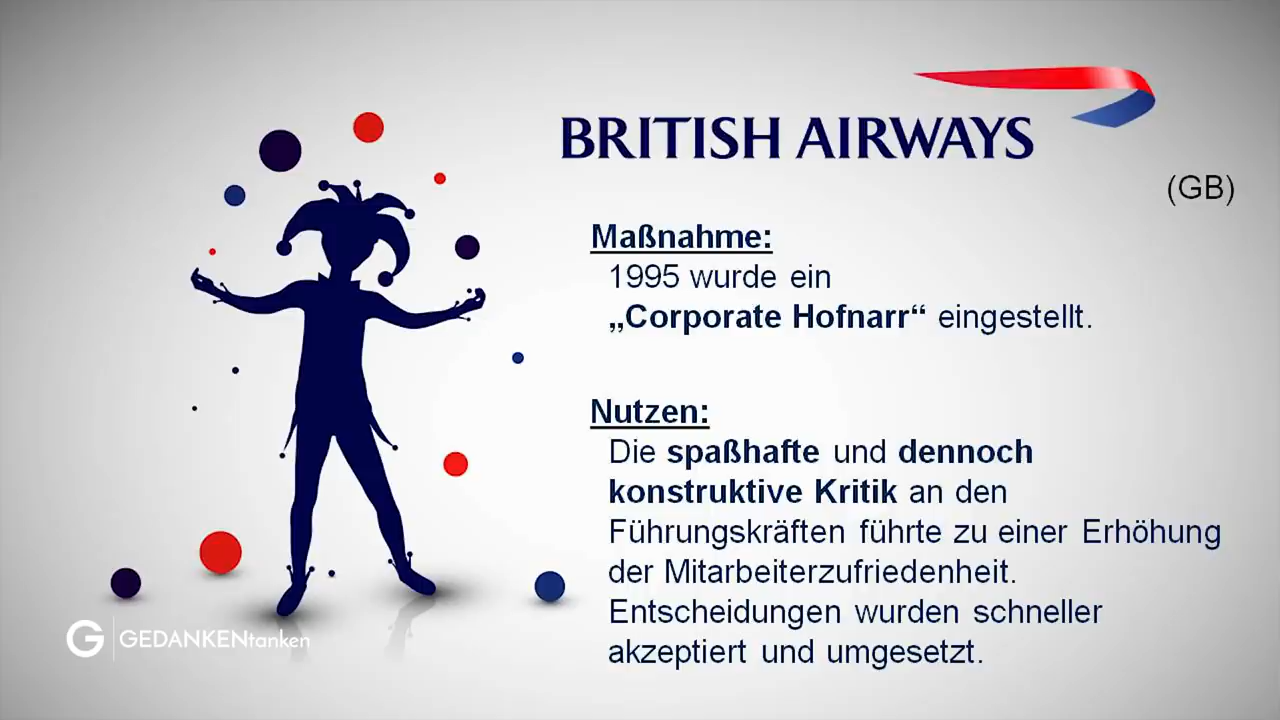 BRITISH AIRWAYS
(GB)
Maßnahme:
1995 wurde ein
„Corporate Hofnarr“ eingestellt.
Nutzen:
Die spaßhafte und dennoch
konstruktive Kritik an den
Führungskräften führte zu einer Erhöhung
der Mitarbeiterzufriedenheit.
Entscheidungen wurden schneller
akzeptiert und umgesetzt.
G GEDANKENtanken